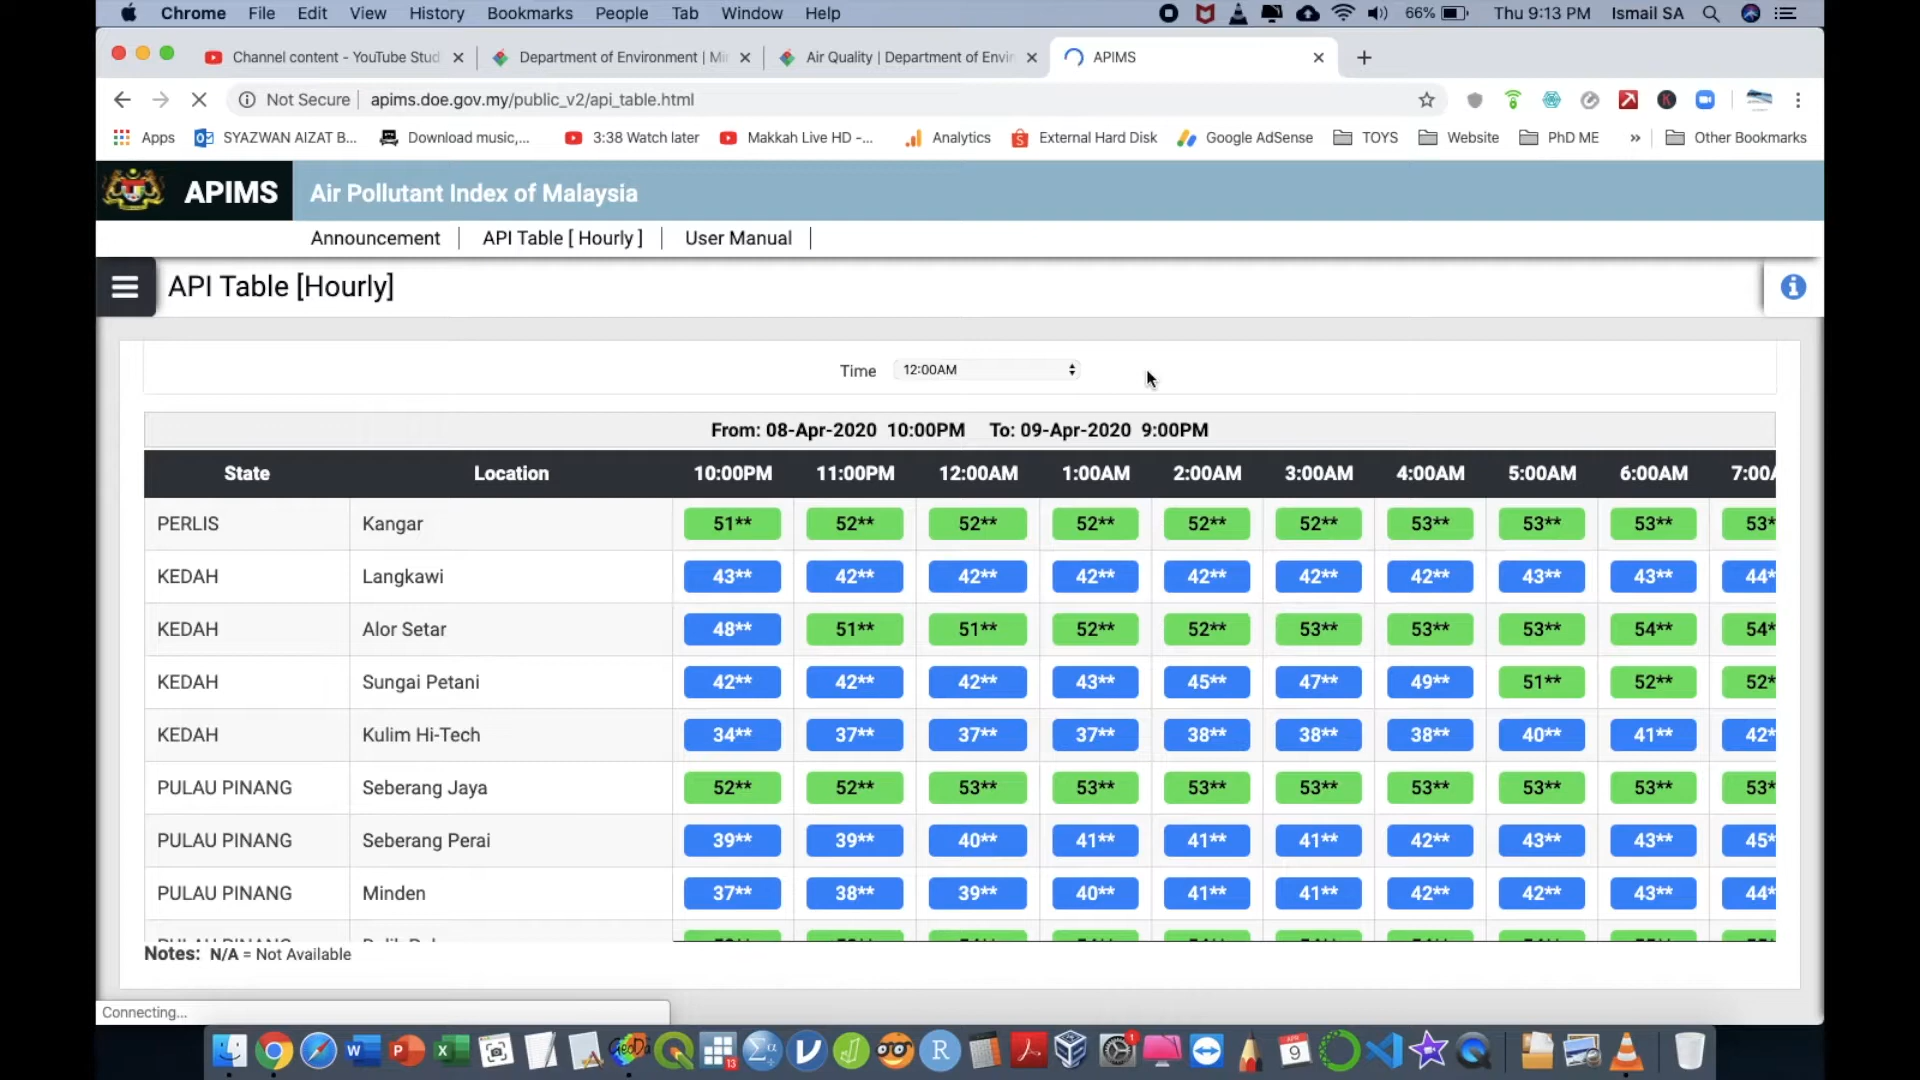 Chrome File Edit View History Bookmarks People Tab Window Help 66% Thu 9:13 PM Ismail SA
Channel content - YouTube Stud Department of Environment | Mi Air Quality | Department of Envir APIMS
Not Secure apims.doe.gov.my/public_v2/api_table.html
Apps SYAZWAN AIZAT B... Download music,... 3:38 Watch later Makkah Live HD -... Analytics External Hard Disk Google AdSense TOYS Website PhD ME » Other Bookmarks
APIMS Air Pollutant Index of Malaysia
Announcement API Table [ Hourly ] User Manual
API Table [Hourly]
Time 12:00AM
From: 08-Apr-2020 10:00PM To: 09-Apr-2020 9:00PM
State Location 10:00PM 11:00PM 12:00AM 1:00AM 2:00AM 3:00AM 4:00AM 5:00AM 6:00AM 7:00A
PERLIS Kangar 51** 52** 52** 52** 52** 52** 53** 53** 53** 53*
KEDAH Langkawi 43** 42** 42** 42** 42** 42** 42** 43** 43** 44*
KEDAH Alor Setar 48** 51** 51** 52** 52** 53** 53** 53** 54** 54*
KEDAH Sungai Petani 42** 42** 42** 43** 45** 47** 49** 51** 52** 52*
KEDAH Kulim Hi-Tech 34** 37** 37** 37** 38** 38** 38** 40** 41** 42*
PULAU PINANG Seberang Jaya 52** 52** 53** 53** 53** 53** 53** 53** 53** 53*
PULAU PINANG Seberang Perai 39** 39** 40** 41** 41** 41** 42** 43** 43** 45*
PULAU PINANG Minden 37** 38** 39** 40** 41** 41** 42** 42** 43** 44*
Notes: N/A = Not Available
Connecting...